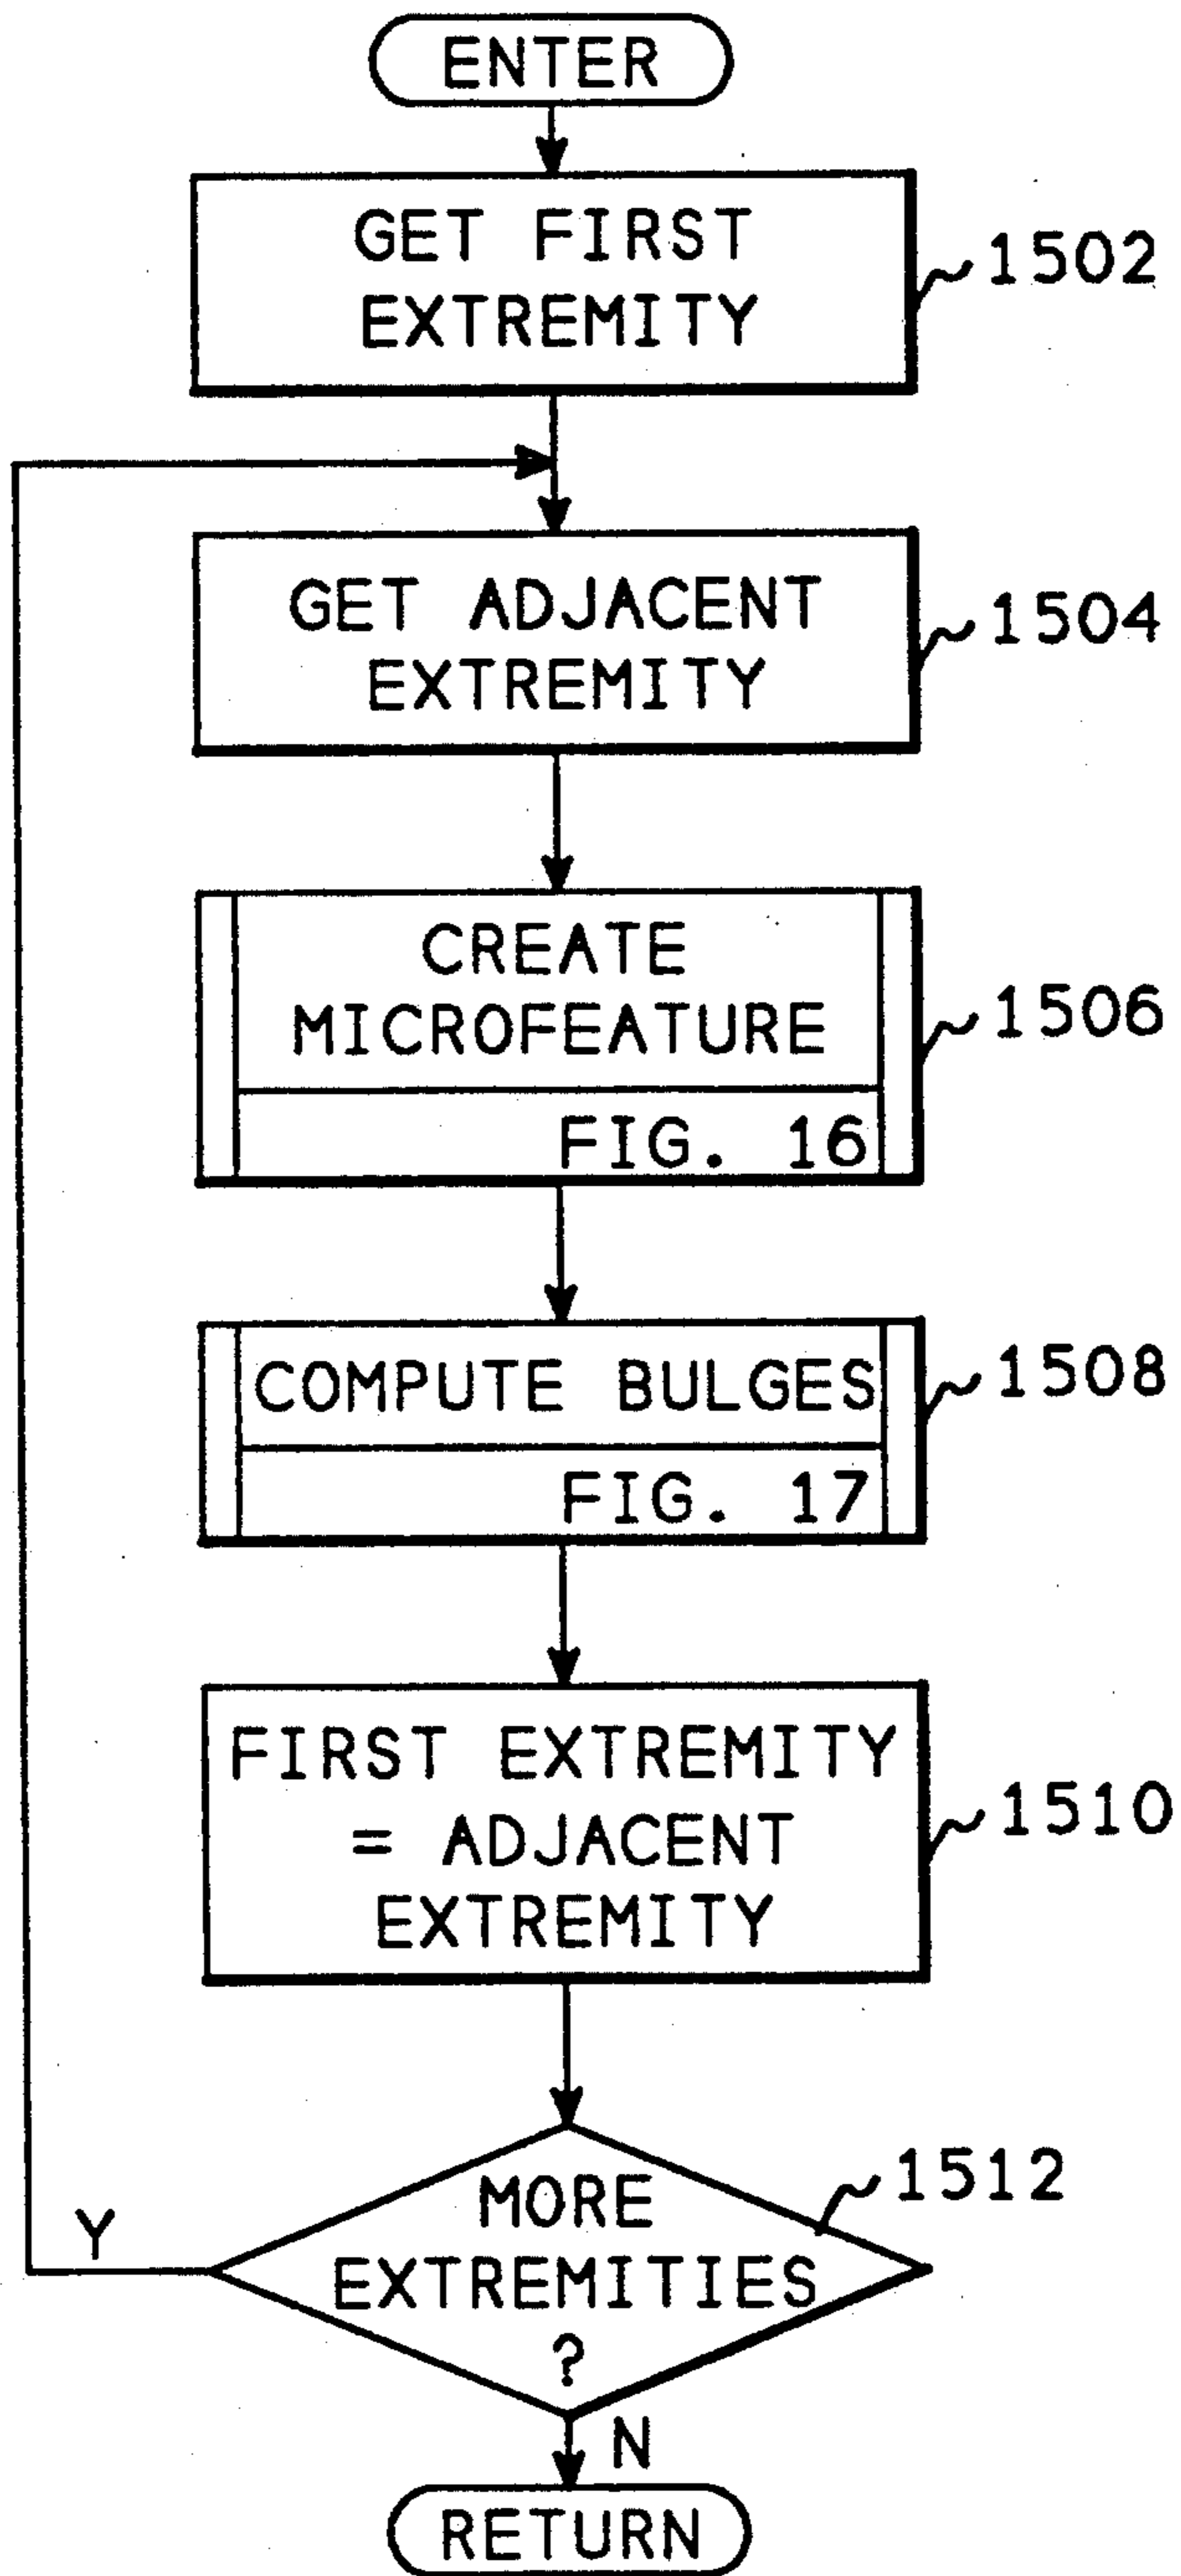 ENTER
GET FIRST
EXTREMITY
1502
GET ADJACENT
EXTREMITY
1504
CREATE
MICROFEATURE
FIG. 16
1506
COMPUTE BULGES
FIG. 17
1508
FIRST EXTREMITY
= ADJACENT
EXTREMITY
1510
MORE
EXTREMITIES
?
1512
Y
N
RETURN